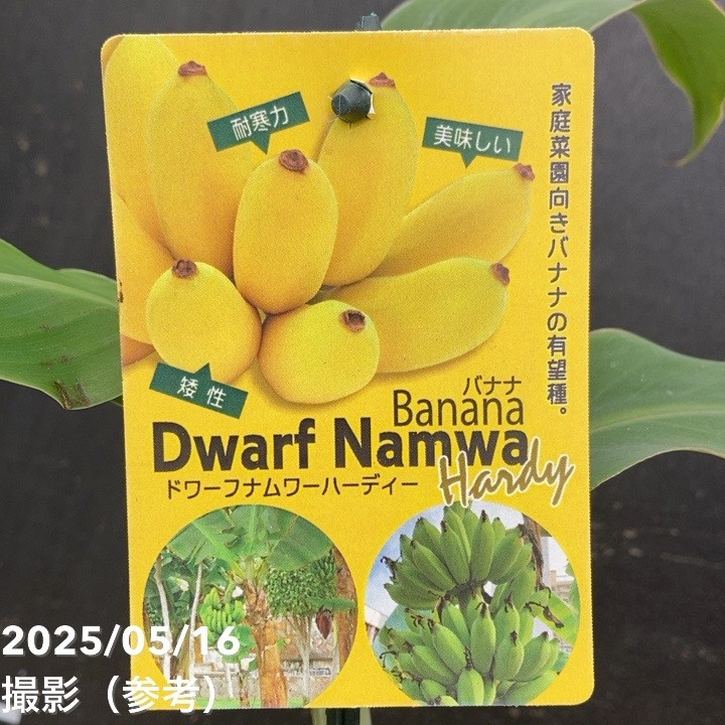 耐寒力
美味しい
家庭菜園向きバナナの有望種。
矮性
バナナ
Banana
Dwarf Namwa
Hardy
ドワーフナムワーハーディー
2025/05/16
撮影（参考）